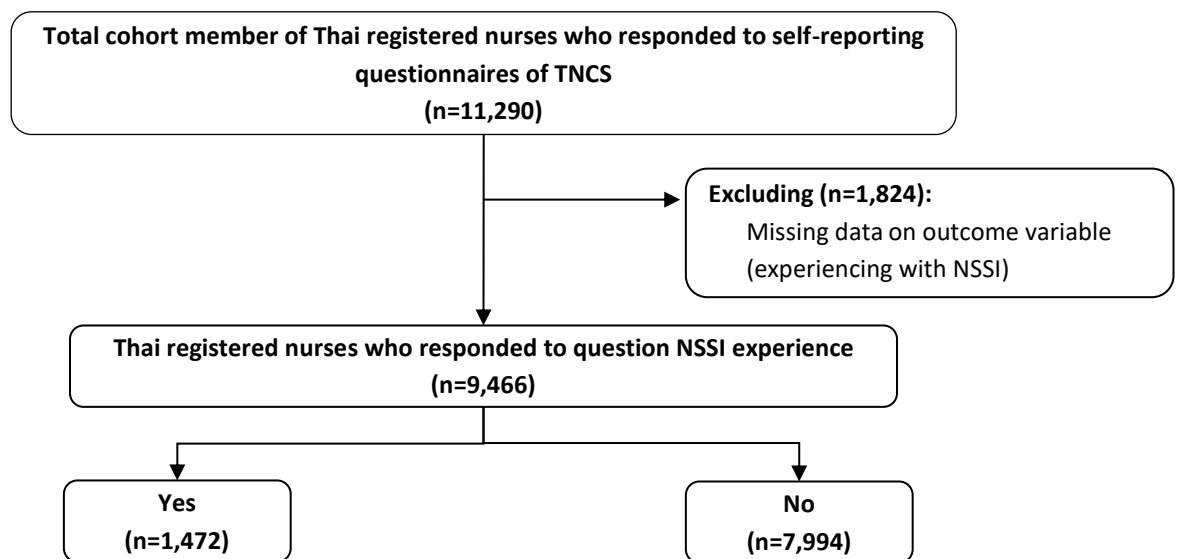 Total cohort member of Thai registered nurses who responded to self-reporting
questionnaires of TNCS
(n=11,290)
Excluding (n=1,824):
Missing data on outcome variable
(experiencing with NSSI)
Thai registered nurses who responded to question NSSI experience
(n=9,466)
Yes
(n=1,472)
No
(n=7,994)